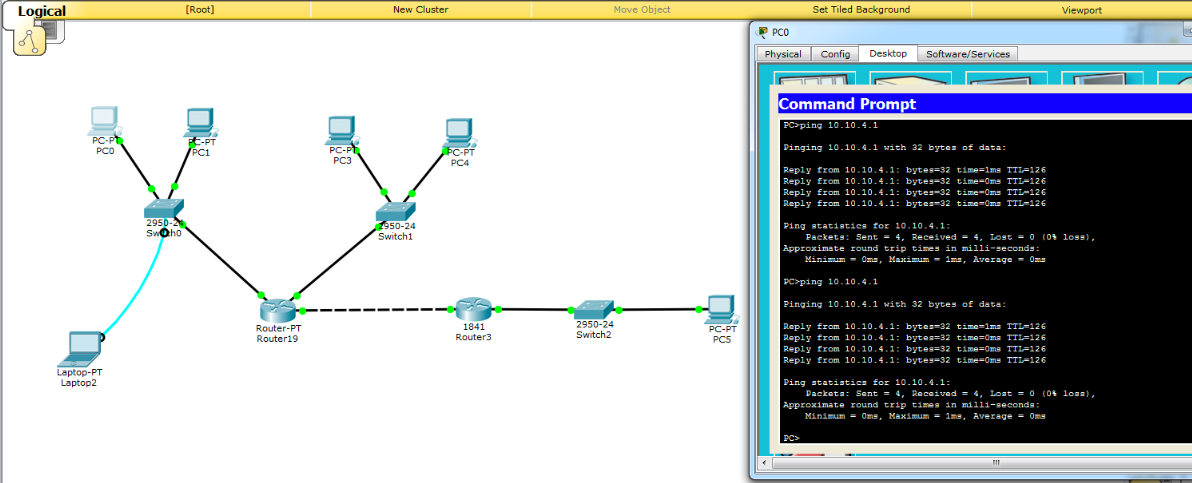 Logical
[Root]
New Cluster
Move Object
Set Tiled Background
Viewport
PC-PT
PC0
PC-PT
PC1
PC-PT
PC3
PC-PT
PC4
2950-24
Switch0
2950-24
Switch1
Router-PT
Router19
1841
Router3
2950-24
Switch2
PC-PT
PC5
Laptop-PT
Laptop2
PC0
Physical
Config
Desktop
Software/Services
Command Prompt
PC>ping 10.10.4.1
Pinging 10.10.4.1 with 32 bytes of data:
Reply from 10.10.4.1: bytes=32 time=1ms TTL=126
Reply from 10.10.4.1: bytes=32 time=0ms TTL=126
Reply from 10.10.4.1: bytes=32 time=0ms TTL=126
Reply from 10.10.4.1: bytes=32 time=0ms TTL=126
Ping statistics for 10.10.4.1:
Packets: Sent = 4, Received = 4, Lost = 0 (0% loss),
Approximate round trip times in milli-seconds:
Minimum = 0ms, Maximum = 1ms, Average = 0ms
PC>ping 10.10.4.1
Pinging 10.10.4.1 with 32 bytes of data:
Reply from 10.10.4.1: bytes=32 time=1ms TTL=126
Reply from 10.10.4.1: bytes=32 time=0ms TTL=126
Reply from 10.10.4.1: bytes=32 time=0ms TTL=126
Reply from 10.10.4.1: bytes=32 time=0ms TTL=126
Ping statistics for 10.10.4.1:
Packets: Sent = 4, Received = 4, Lost = 0 (0% loss),
Approximate round trip times in milli-seconds:
Minimum = 0ms, Maximum = 1ms, Average = 0ms
PC>